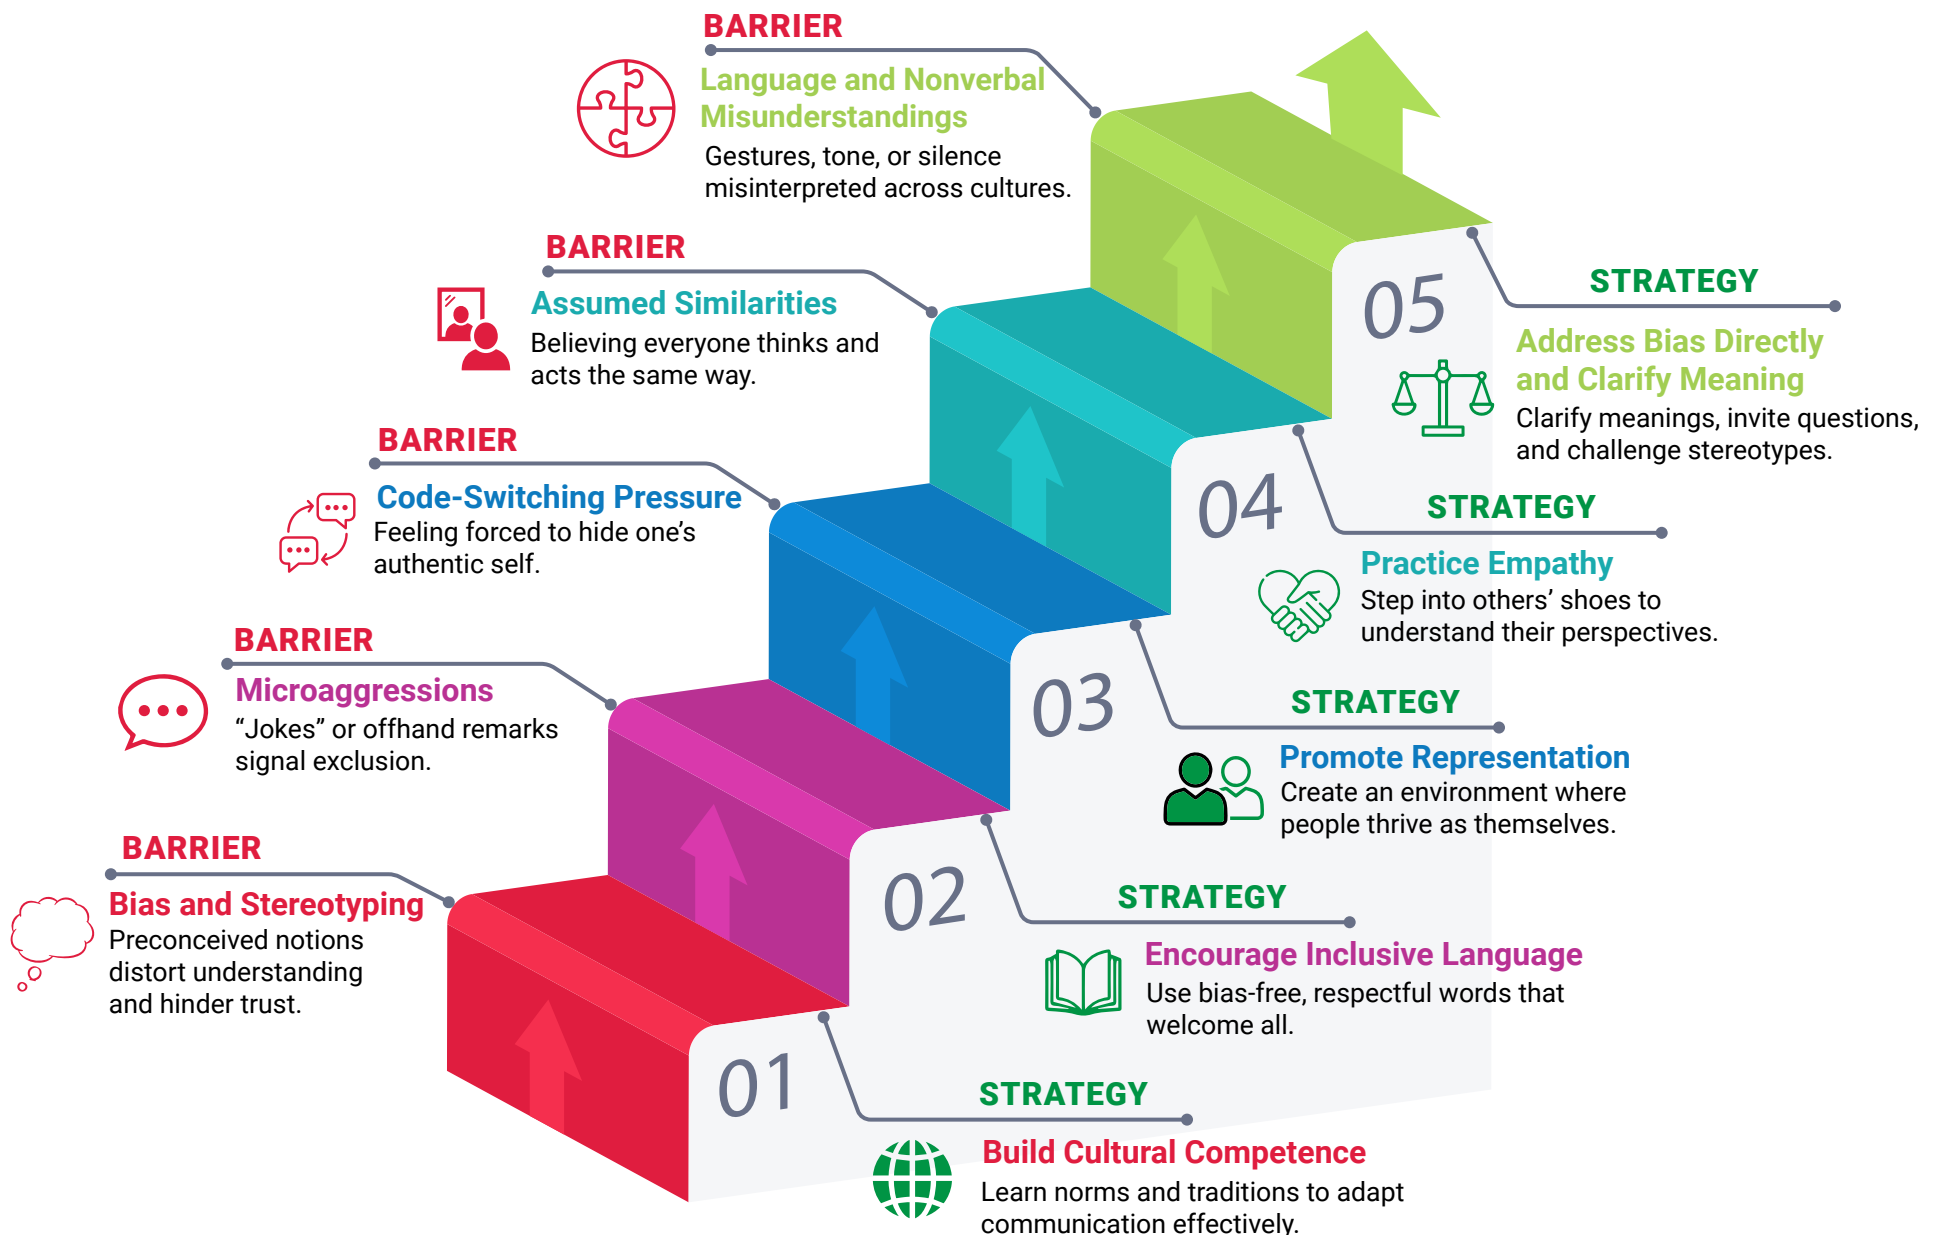 BARRIER
Language and Nonverbal
Misunderstandings
Gestures, tone, or silence
misinterpreted across cultures.
BARRIER
Assumed Similarities
Believing everyone thinks and
acts the same way.
BARRIER
Code-Switching Pressure
Feeling forced to hide one’s
authentic self.
BARRIER
Microaggressions
“Jokes” or offhand remarks
signal exclusion.
BARRIER
Bias and Stereotyping
Preconceived notions
distort understanding
and hinder trust.
05
STRATEGY
Address Bias Directly
and Clarify Meaning
Clarify meanings, invite questions,
and challenge stereotypes.
04
STRATEGY
Practice Empathy
Step into others’ shoes to
understand their perspectives.
03
STRATEGY
Promote Representation
Create an environment where
people thrive as themselves.
02
STRATEGY
Encourage Inclusive Language
Use bias-free, respectful words that
welcome all.
01
STRATEGY
Build Cultural Competence
Learn norms and traditions to adapt
communication effectively.